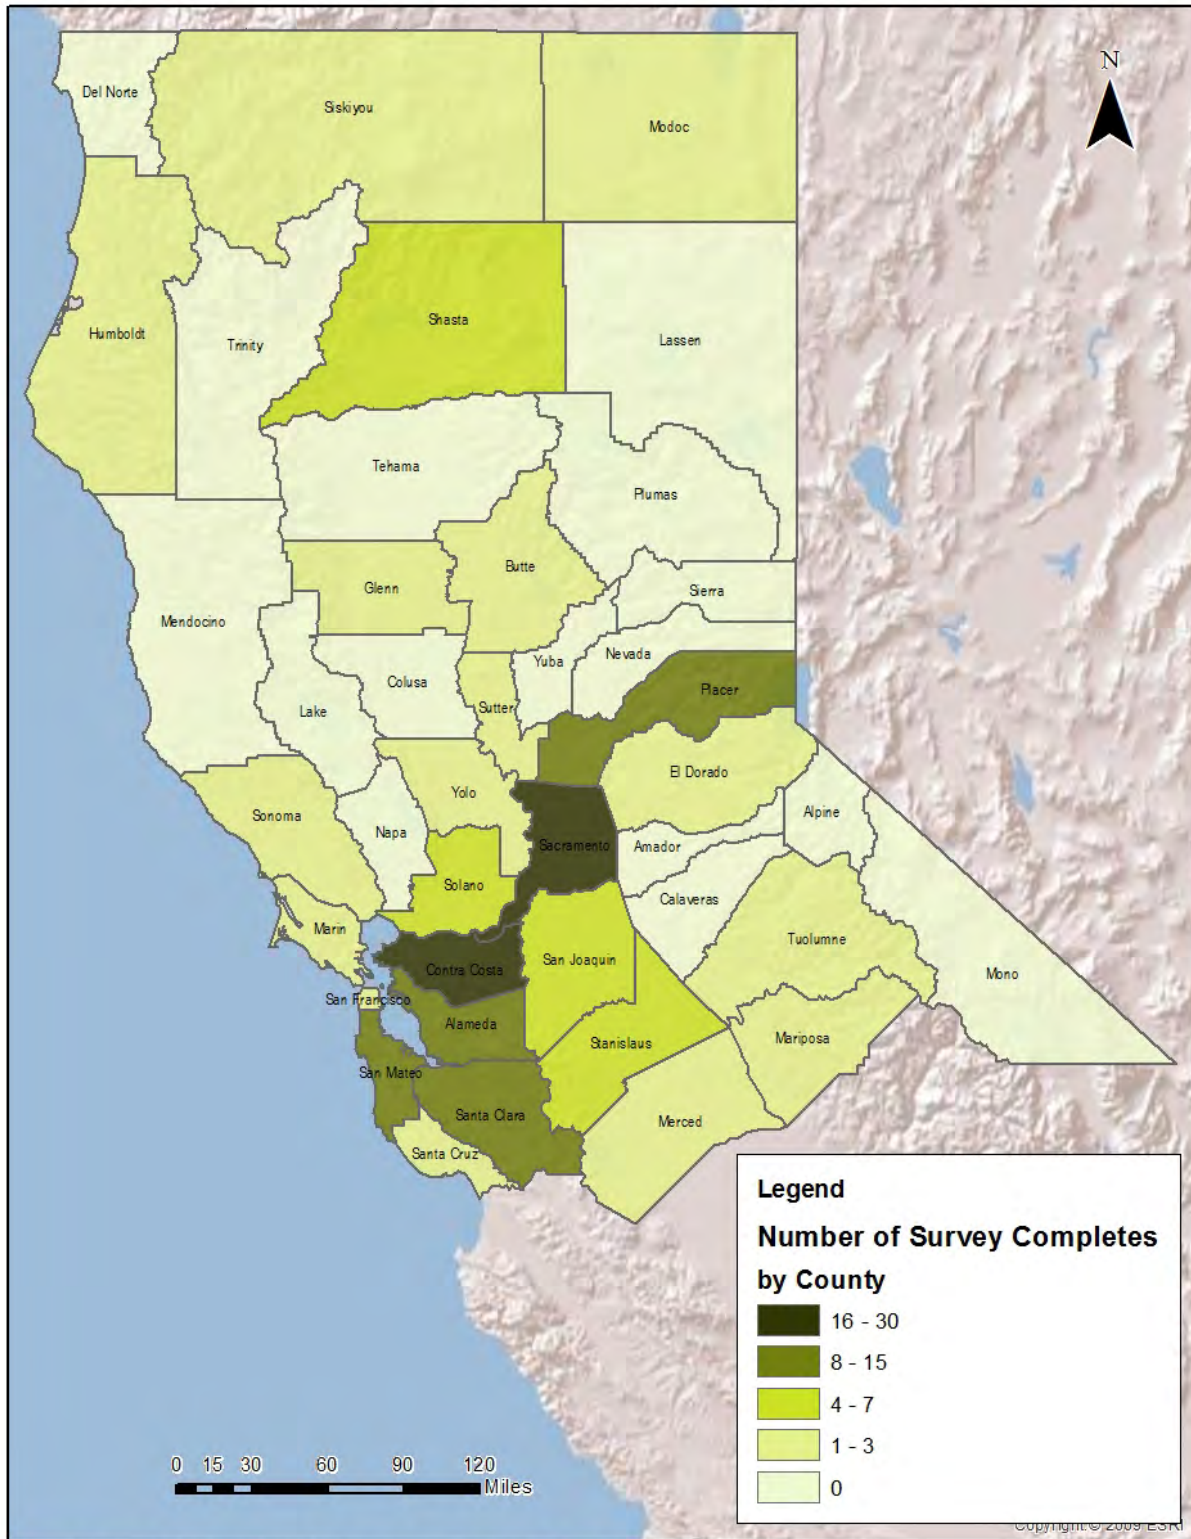 N
Del Norte
Siskiyou
Modoc
Humboldt
Trinity
Shasta
Lassen
Tehama
Plumas
Glenn
Butte
Sierra
Mendocino
Lake
Colusa
Yuba
Nevada
Sutter
Placer
El Dorado
Sonoma
Napa
Yolo
Sacramento
Amador
Alpine
Solano
Calaveras
Marin
Tuolumne
Mono
Contra Costa
San Joaquin
San Francisco
Alameda
Stanislaus
Mariposa
San Mateo
Santa Clara
Merced
Santa Cruz
Legend
Number of Survey Completes
by County
16 - 30
8 - 15
4 - 7
1 - 3
0
0 15 30 60 90 120
Miles
Copyright:© 2009 ESRI